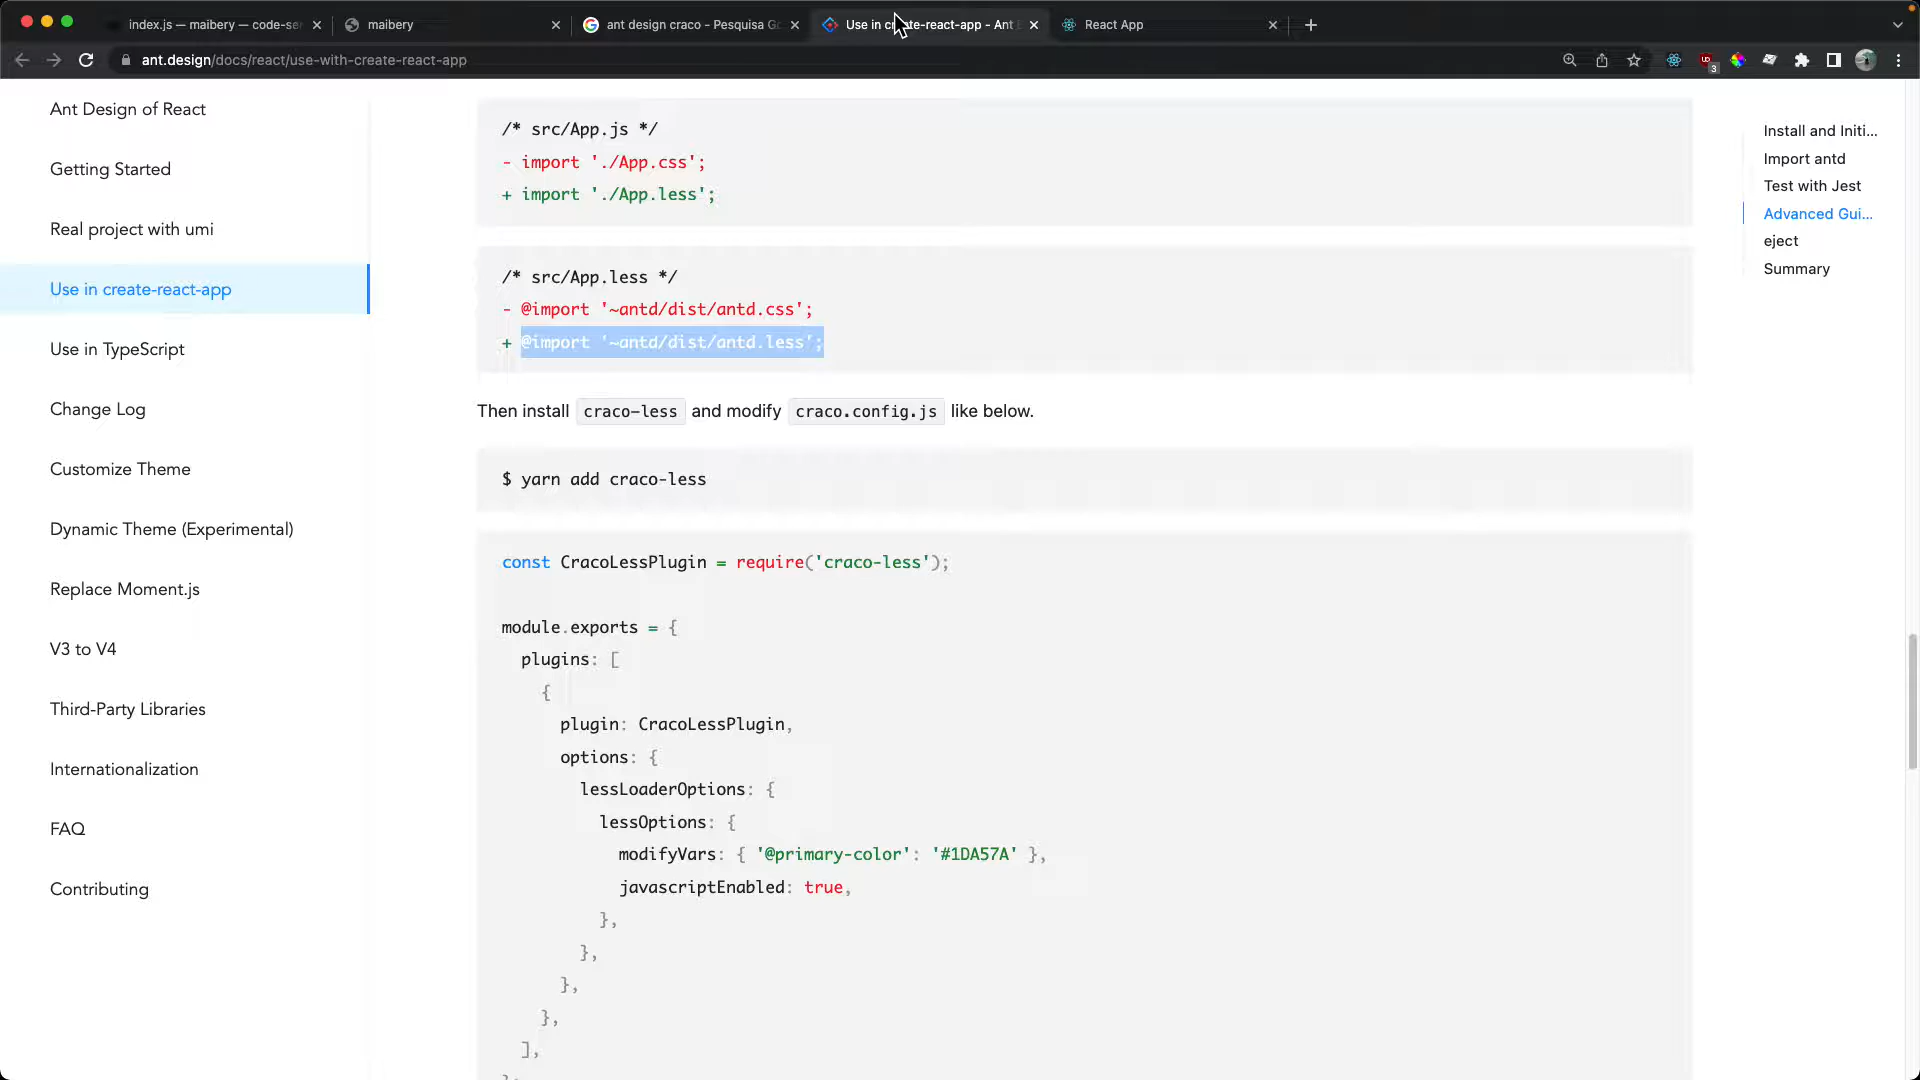 index.js — maibery — code-ser
maibery
ant design craco - Pesquisa Go
Use in create-react-app - Ant
React App
ant.design/docs/react/use-with-create-react-app
3
Ant Design of React
Getting Started
Real project with umi
Use in create-react-app
Use in TypeScript
Change Log
Customize Theme
Dynamic Theme (Experimental)
Replace Moment.js
V3 to V4
Third-Party Libraries
Internationalization
FAQ
Contributing
/* src/App.js */
- import './App.css';
+ import './App.less';
/* src/App.less */
- @import '~antd/dist/antd.css';
+ @import '~antd/dist/antd.less';
Then install craco-less and modify craco.config.js like below.
$ yarn add craco-less
const CracoLessPlugin = require('craco-less');
module.exports = {
plugins: [
{
plugin: CracoLessPlugin,
options: {
lessLoaderOptions: {
lessOptions: {
modifyVars: { '@primary-color': '#1DA57A' },
javascriptEnabled: true,
},
},
},
},
],
Install and Initi...
Import antd
Test with Jest
Advanced Gui...
eject
Summary